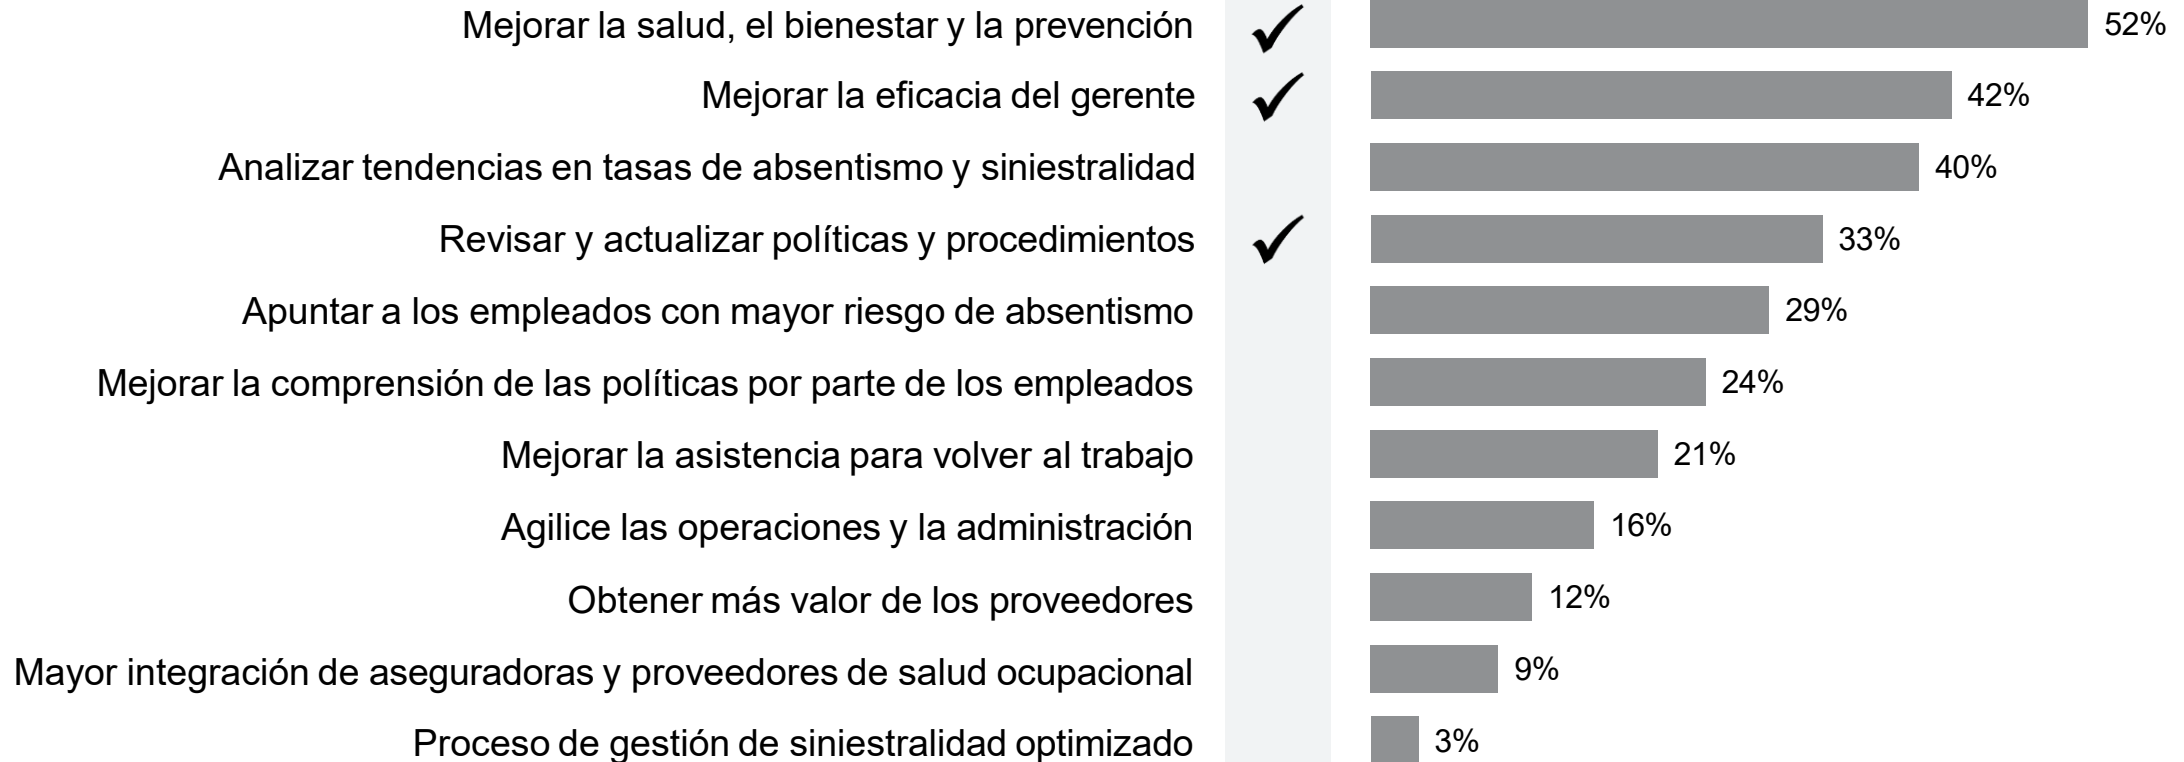 Mejorar la salud, el bienestar y la prevención ✓ 52%
Mejorar la eficacia del gerente ✓ 42%
Analizar tendencias en tasas de absentismo y siniestralidad 40%
Revisar y actualizar políticas y procedimientos ✓ 33%
Apuntar a los empleados con mayor riesgo de absentismo 29%
Mejorar la comprensión de las políticas por parte de los empleados 24%
Mejorar la asistencia para volver al trabajo 21%
Agilice las operaciones y la administración 16%
Obtener más valor de los proveedores 12%
Mayor integración de aseguradoras y proveedores de salud ocupacional 9%
Proceso de gestión de siniestralidad optimizado 3%